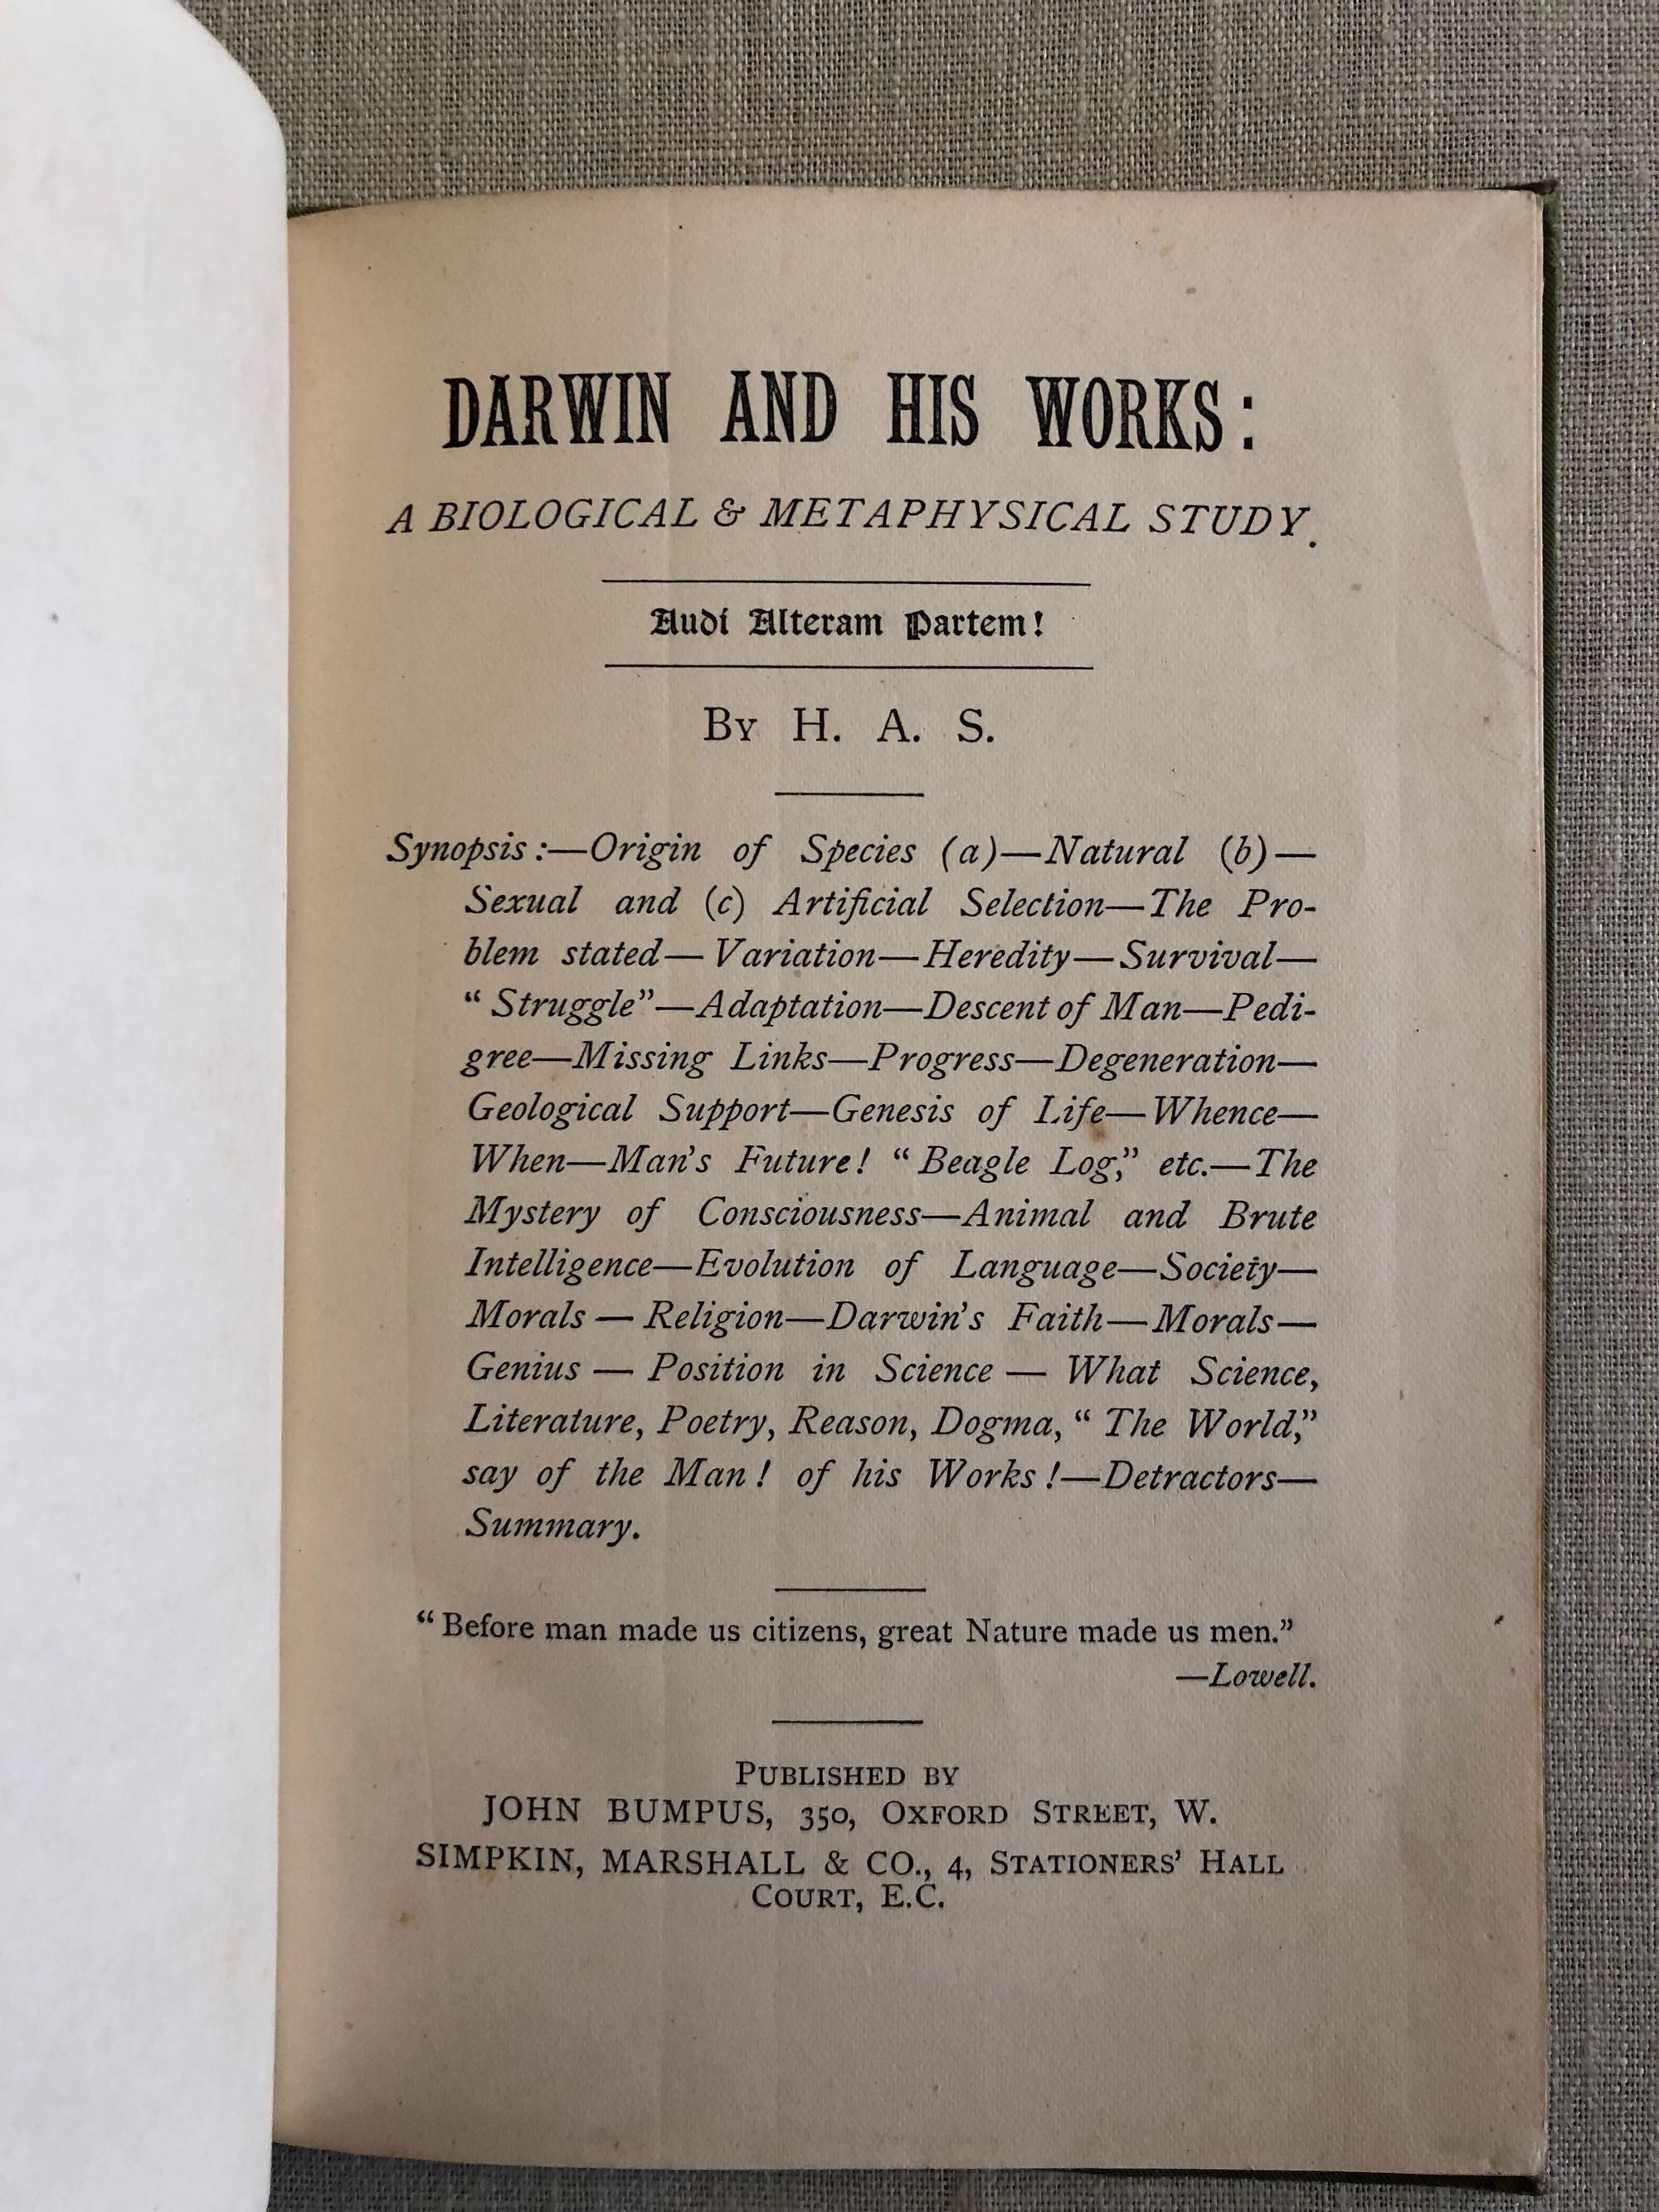 DARWIN AND HIS WORKS:
A BIOLOGICAL & METAPHYSICAL STUDY.
Audi Alteram Partem!
By H. A. S.
Synopsis:—Origin of Species (a)—Natural (b)—
Sexual and (c) Artificial Selection—The Pro-
blem stated—Variation—Heredity—Survival—
“Struggle”—Adaptation—Descent of Man—Pedi-
gree—Missing Links—Progress—Degeneration—
Geological Support—Genesis of Life—Whence—
When—Man's Future! “Beagle Log,” etc.—The
Mystery of Consciousness—Animal and Brute
Intelligence—Evolution of Language—Society—
Morals — Religion—Darwin's Faith—Morals—
Genius — Position in Science — What Science,
Literature, Poetry, Reason, Dogma, “The World,”
say of the Man! of his Works!—Detractors—
Summary.
“Before man made us citizens, great Nature made us men.”
—Lowell.
PUBLISHED BY
JOHN BUMPUS, 350, OXFORD STREET, W.
SIMPKIN, MARSHALL & CO., 4, STATIONERS' HALL
COURT, E.C.